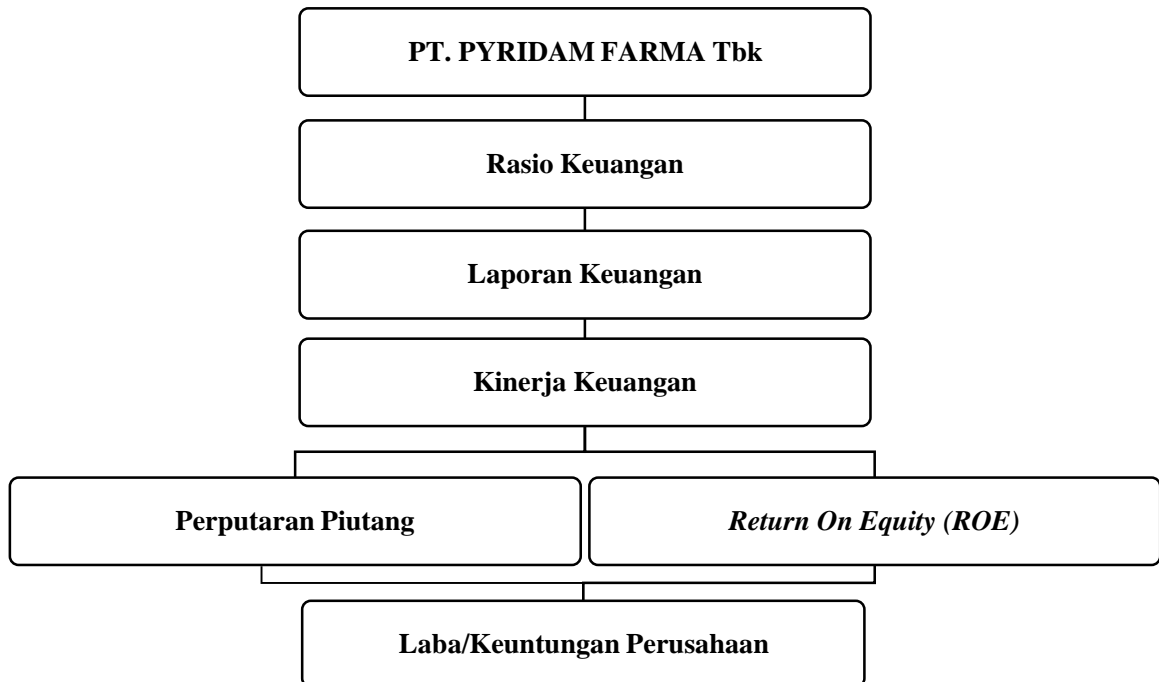 PT. PYRIDAM FARMA Tbk
Rasio Keuangan
Laporan Keuangan
Kinerja Keuangan
Perputaran Piutang
Return On Equity (ROE)
Laba/Keuntungan Perusahaan